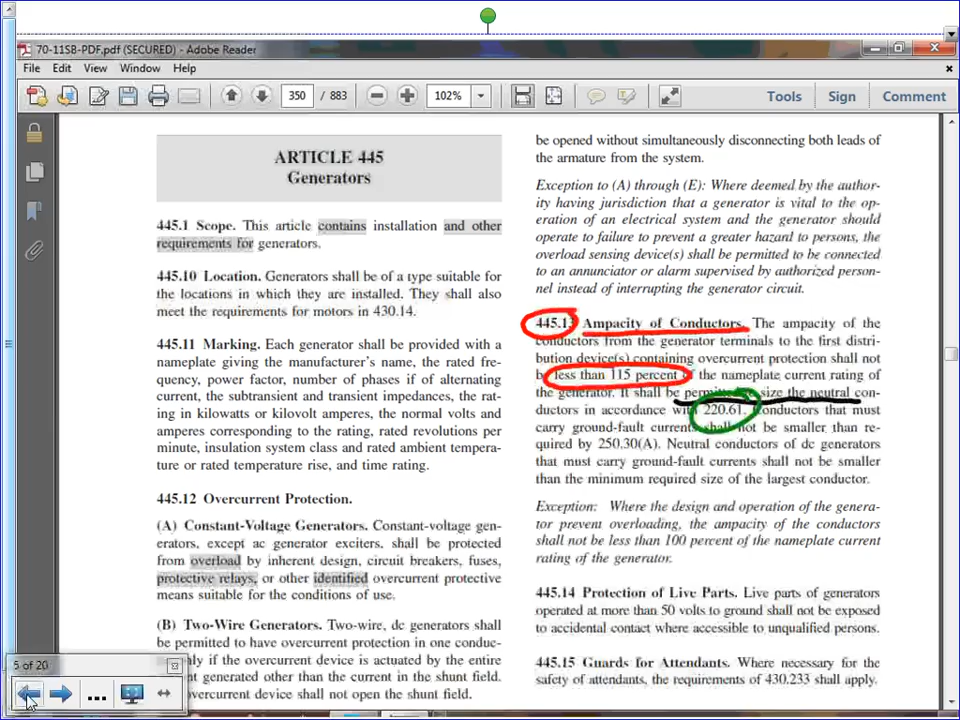 70-11SB-PDF.pdf (SECURED) - Adobe Reader
File Edit View Window Help
350 / 883 102% Tools Sign Comment
ARTICLE 445
Generators
445.1 Scope. This article contains installation and other
requirements for generators.
445.10 Location. Generators shall be of a type suitable for
the locations in which they are installed. They shall also
meet the requirements for motors in 430.14.
445.11 Marking. Each generator shall be provided with a
nameplate giving the manufacturer's name, the rated fre-
quency, power factor, number of phases if of alternating
current, the subtransient and transient impedances, the rat-
ing in kilowatts or kilovolt amperes, the normal volts and
amperes corresponding to the rating, rated revolutions per
minute, insulation system class and rated ambient tempera-
ture or rated temperature rise, and time rating.
445.12 Overcurrent Protection.
(A) Constant-Voltage Generators. Constant-voltage gen-
erators, except ac generator exciters, shall be protected
from overload by inherent design, circuit breakers, fuses,
protective relays, or other identified overcurrent protective
means suitable for the conditions of use.
(B) Two-Wire Generators. Two-wire, dc generators shall
be permitted to have overcurrent protection in one conduc-
only if the overcurrent device is actuated by the entire
generated other than the current in the shunt field.
overcurrent device shall not open the shunt field.
be opened without simultaneously disconnecting both leads of
the armature from the system.
Exception to (A) through (E): Where deemed by the author-
ity having jurisdiction that a generator is vital to the op-
eration of an electrical system and the generator should
operate to failure to prevent a greater hazard to persons, the
overload sensing device(s) shall be permitted to be connected
to an annunciator or alarm supervised by authorized person-
nel instead of interrupting the generator circuit.
445.13 Ampacity of Conductors. The ampacity of the
conductors from the generator terminals to the first distri-
bution device(s) containing overcurrent protection shall not
be less than 115 percent of the nameplate current rating of
the generator. It shall be permitted to size the neutral con-
ductors in accordance with 220.61. Conductors that must
carry ground-fault currents shall not be smaller than re-
quired by 250.30(A). Neutral conductors of dc generators
that must carry ground-fault currents shall not be smaller
than the minimum required size of the largest conductor.
Exception: Where the design and operation of the genera-
tor prevent overloading, the ampacity of the conductors
shall not be less than 100 percent of the nameplate current
rating of the generator.
445.14 Protection of Live Parts. Live parts of generators
operated at more than 50 volts to ground shall not be exposed
to accidental contact where accessible to unqualified persons.
445.15 Guards for Attendants. Where necessary for the
safety of attendants, the requirements of 430.233 shall apply.
5 of 20